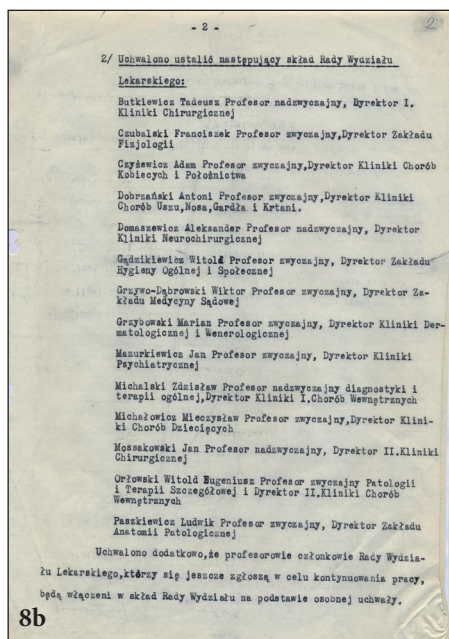 - 2 -
2
2/ Uchwalono ustalić następujący skład Rady Wydziału
Lekarskiego:
Butkiewicz Tadeusz Profesor nadzwyczajny, Dyrektor I.
Kliniki Chirurgicznej
Czubalski Franciszek Profesor zwyczajny,Dyrektor Zakładu
Fizjologii
Czyżewicz Adam Profesor zwyczajny,Dyrektor Kliniki Chorób
Kobiecych i Położnictwa
Dobrzański Antoni Profesor zwyczajny,Dyrektor Kliniki
Chorób Uszu,Nosa,Gardła i Krtani.
Domaszewicz Aleksander Profesor nadzwyczajny, Dyrektor
Kliniki Neurochirurgicznej
Gądzikiewicz Witold Profesor zwyczajny, Dyrektor Zakładu
Hygieny Ogólnej i Społecznej
Grzywo-Dąbrowski Wiktor Profesor zwyczajny, Dyrektor Za-
kładu Medycyny Sądowej
Grzybowski Marian Profesor zwyczajny, Dyrektor Kliniki Der-
matologicznej i Wenerologicznej
Mazurkiewicz Jan Profesor zwyczajny, Dyrektor Kliniki
Psychiatrycznej
Michalski Zdzisław Profesor nadzwyczajny diagnostyki i
terapii ogólnej,Dyrektor Kliniki I,Chorób Wewnętrznych
Michałowicz Mieczysław Profesor zwyczajny,Dyrektor Klini-
ki Chorób Dziecięcych
Mossakowski Jan Profesor nadzwyczajny, Dyrektor II.Kliniki
Chirurgicznej
Orłowski Witold Eugeniusz Profesor zwyczajny Patologii
i Terapii Szczegółowej i Dyrektor II.Kliniki Chorób
Wewnętrznych
Paszkiewicz Ludwik Profesor zwyczajny, Dyrektor Zakładu
Anatomii Patologicznej
Uchwalono dodatkowo,że profesorowie członkowie Rady Wydzia-
łu Lekarskiego,którzy się jeszcze zgłoszą w celu kontynuowania pracy,
będą włączeni w skład Rady Wydziału na podstawie osobnej uchwały.
8b